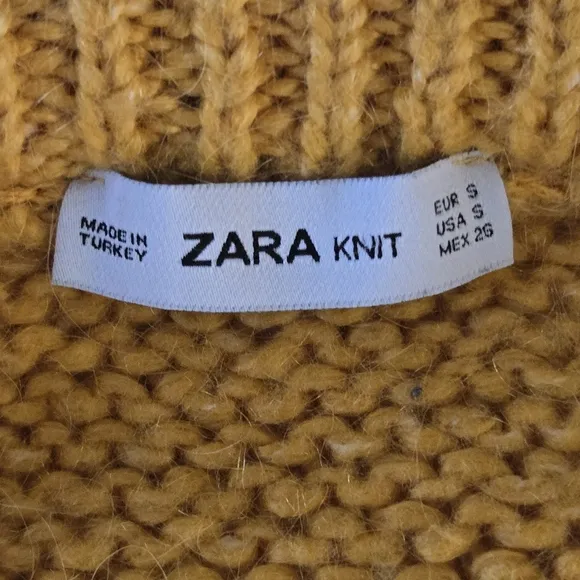 MADE IN
TURKEY
ZARA KNIT
EUR S
USA S
MEX 26